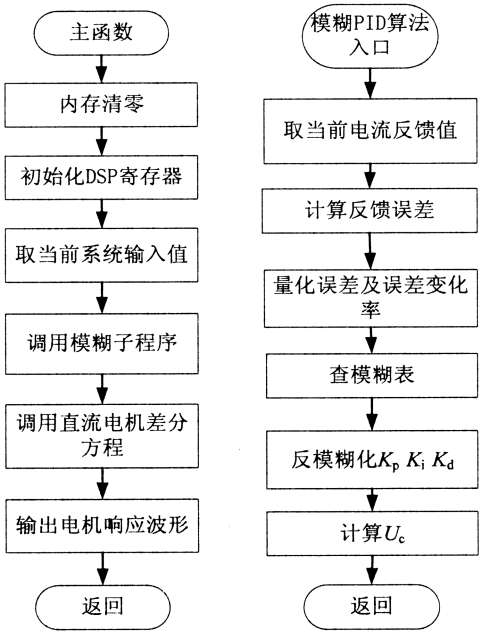 主函数
内存清零
初始化DSP寄存器
取当前系统输入值
调用模糊子程序
调用直流电机差分
方程
输出电机响应波形
返回
模糊PID算法
入口
取当前电流反馈值
计算反馈误差
量化误差及误差变化
率
查模糊表
反模糊化Kp Ki Kd
计算Uc
返回